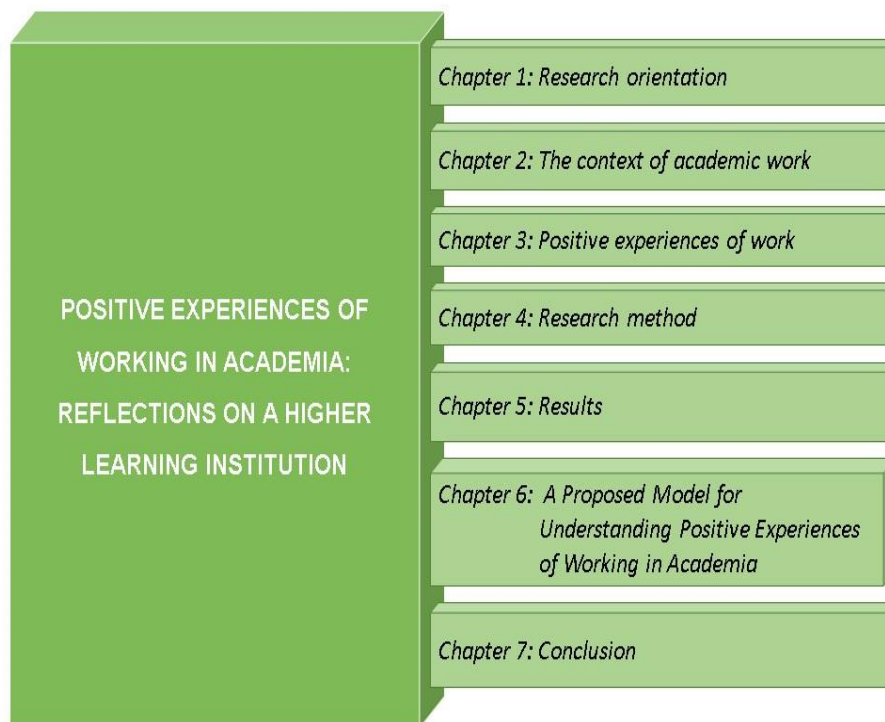 POSITIVE EXPERIENCES OF
WORKING IN ACADEMIA:
REFLECTIONS ON A HIGHER
LEARNING INSTITUTION
Chapter 1: Research orientation
Chapter 2: The context of academic work
Chapter 3: Positive experiences of work
Chapter 4: Research method
Chapter 5: Results
Chapter 6: A Proposed Model for
Understanding Positive Experiences
of Working in Academia
Chapter 7: Conclusion